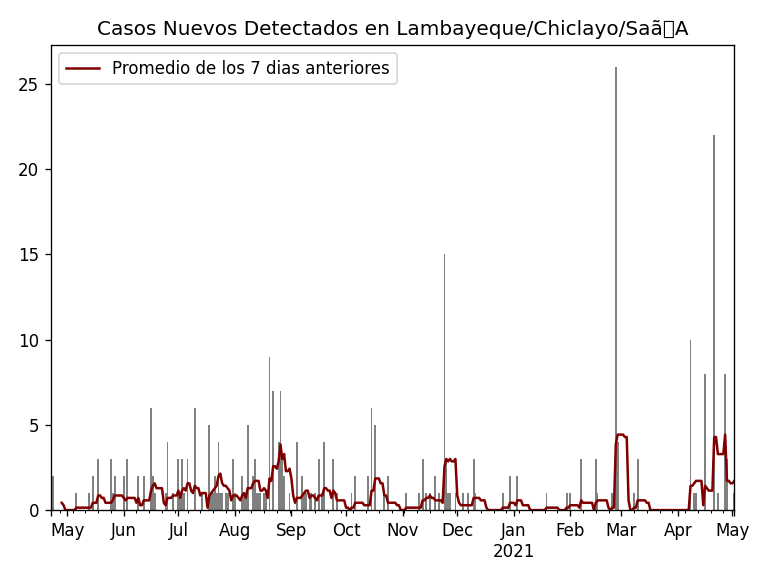 Casos Nuevos Detectados en Lambayeque/Chiclayo/Saã▯A
Promedio de los 7 dias anteriores
25
20
15
10
5
0
May Jun Jul Aug Sep Oct Nov Dec Jan Feb Mar Apr May
2021